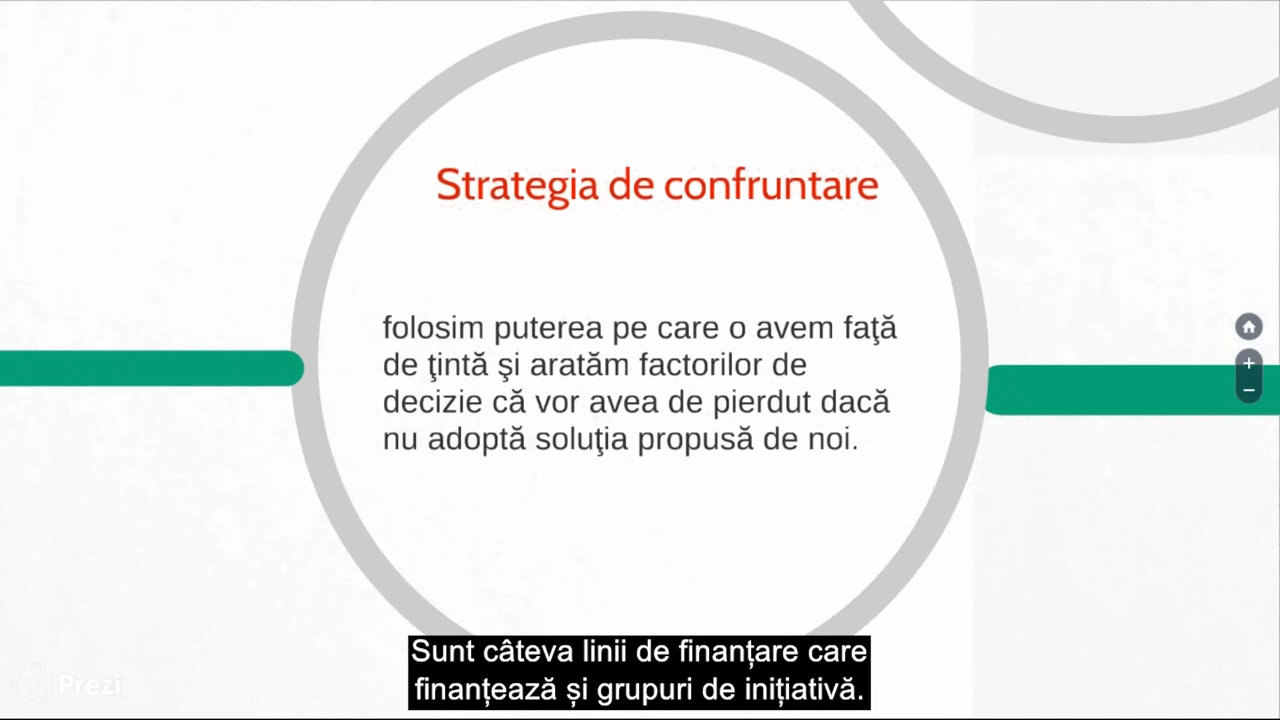 Strategia de confruntare
folosim puterea pe care o avem faţă
de ţintă şi aratăm factorilor de
decizie că vor avea de pierdut dacă
nu adoptă soluţia propusă de noi.
Sunt câteva linii de finanțare care
finanțează și grupuri de inițiativă.
Prezi